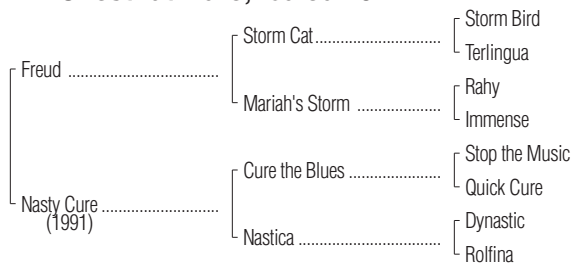 Storm Bird
Storm Cat
Terlingua
Freud
Rahy
Mariah's Storm
Immense
Stop the Music
Cure the Blues
Quick Cure
Nasty Cure
(1991)
Dynastic
Nastica
Rolfina